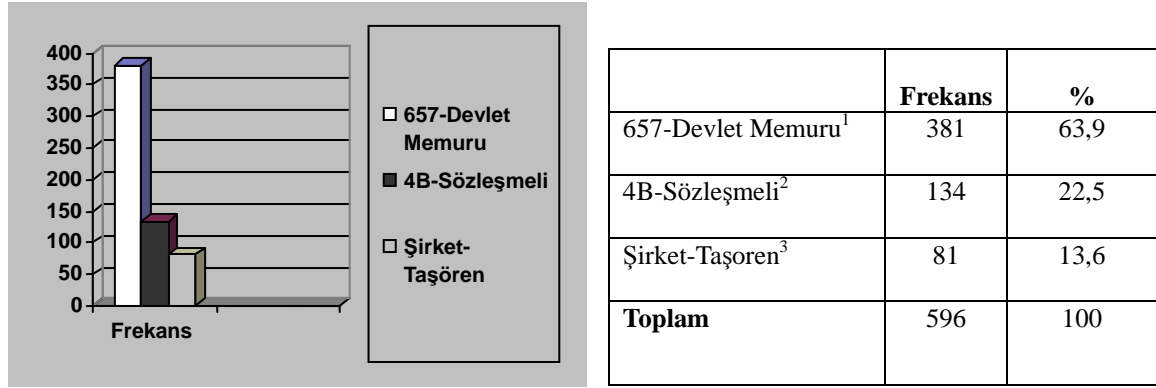 400
350
300
250
200
150
100
50
0
Frekans
657-Devlet
Memuru
4B-Sözleşmeli
Şirket-
Taşören
Frekans %
657-Devlet Memuru¹ 381 63,9
4B-Sözleşmeli² 134 22,5
Şirket-Taşoren³ 81 13,6
Toplam 596 100